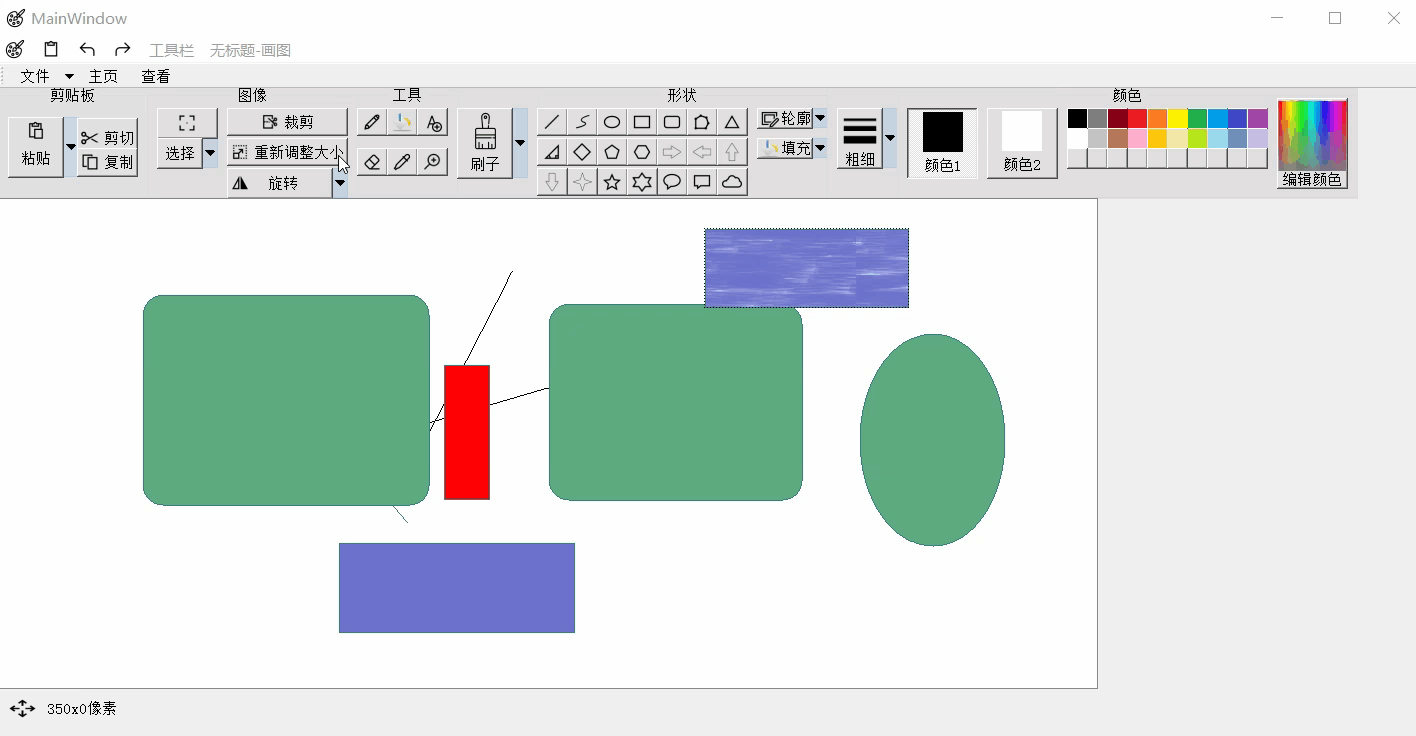 MainWindow
工具栏 无标题-画图
文件 主页 查看
剪贴板 图像 工具 形状 颜色
粘贴 剪切 复制
选择 裁剪 重新调整大小 旋转
刷子
轮廓 填充
粗细
颜色1 颜色2
编辑颜色
350x0像素